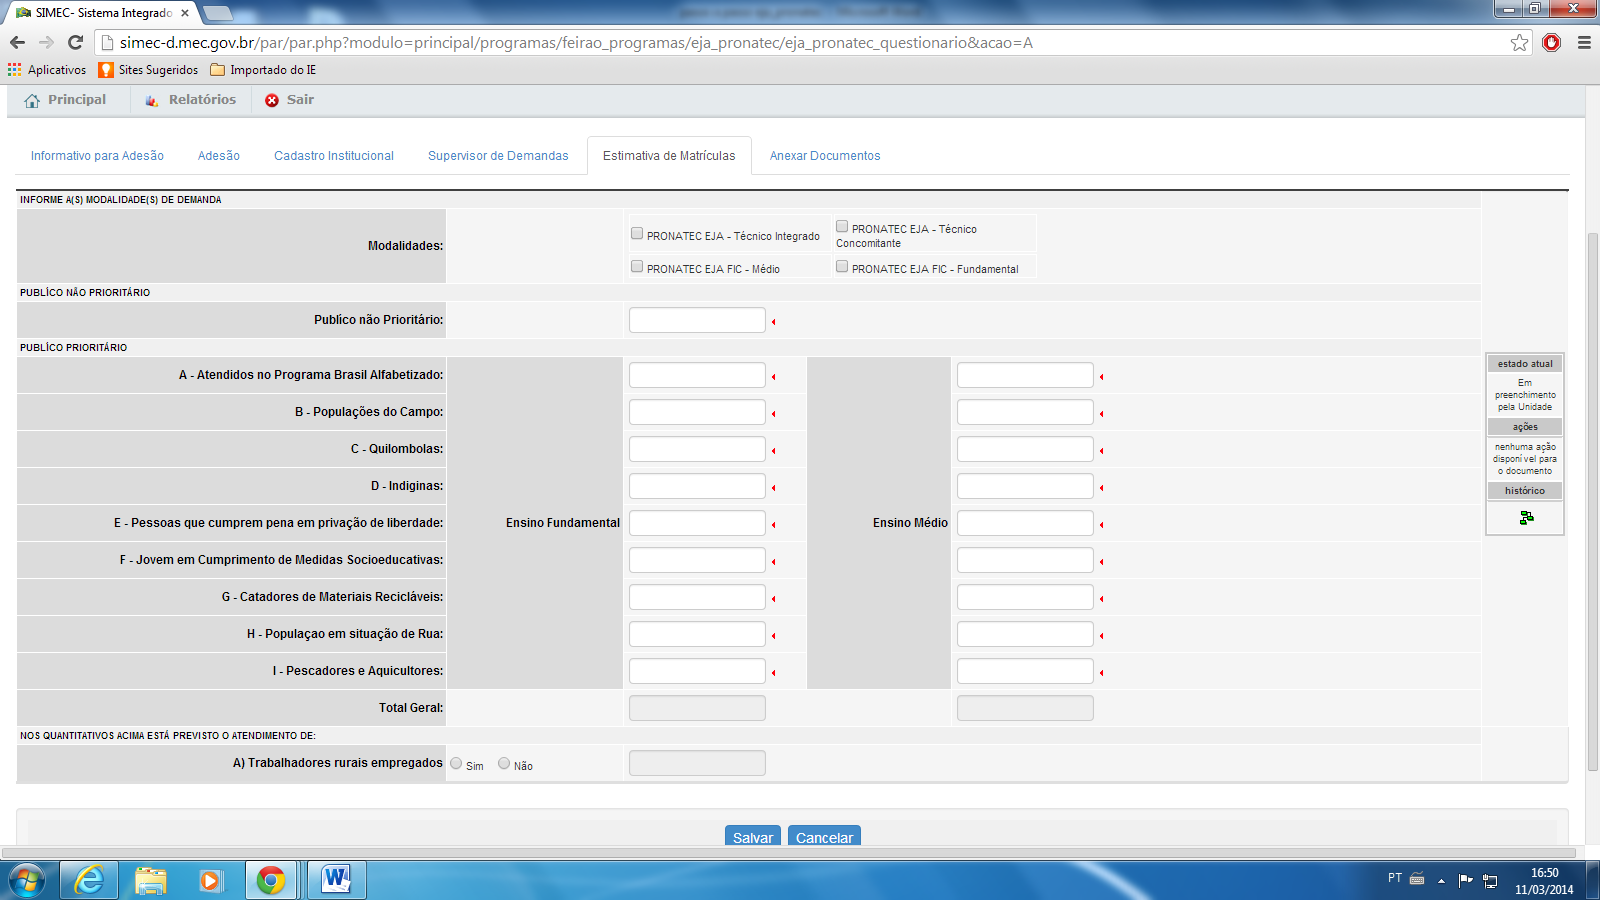 SIMEC- Sistema Integrado
simec-d.mec.gov.br/par/par.php?modulo=principal/programas/feirao_programas/eja_pronatec/eja_pronatec_questionario&acao=A
Aplicativos Sites Sugeridos Importado do IE
Principal Relatórios Sair
Informativo para Adesão Adesão Cadastro Institucional Supervisor de Demandas Estimativa de Matrículas Anexar Documentos
INFORME A(S) MODALIDADE(S) DE DEMANDA
Modalidades:
PRONATEC EJA - Técnico Integrado
PRONATEC EJA - Técnico
Concomitante
PRONATEC EJA FIC - Médio
PRONATEC EJA FIC - Fundamental
PUBLÍCO NÃO PRIORITÁRIO
Publíco não Prioritário:
PUBLÍCO PRIORITÁRIO
A - Atendidos no Programa Brasil Alfabetizado:
B - Populações do Campo:
C - Quilombolas:
D - Indiginas:
E - Pessoas que cumprem pena em privação de liberdade:
Ensino Fundamental
Ensino Médio
F - Jovem em Cumprimento de Medidas Socioeducativas:
G - Catadores de Materiais Recicláveis:
H - Populaçao em situação de Rua:
I - Pescadores e Aquicultores:
Total Geral:
NOS QUANTITATIVOS ACIMA ESTÁ PREVISTO O ATENDIMENTO DE:
A) Trabalhadores rurais empregados
Sim Não
estado atual
Em
preenchimento
pela Unidade
ações
nenhuma ação
disponível para
o documento
histórico
Salvar Cancelar
PT
16:50
11/03/2014